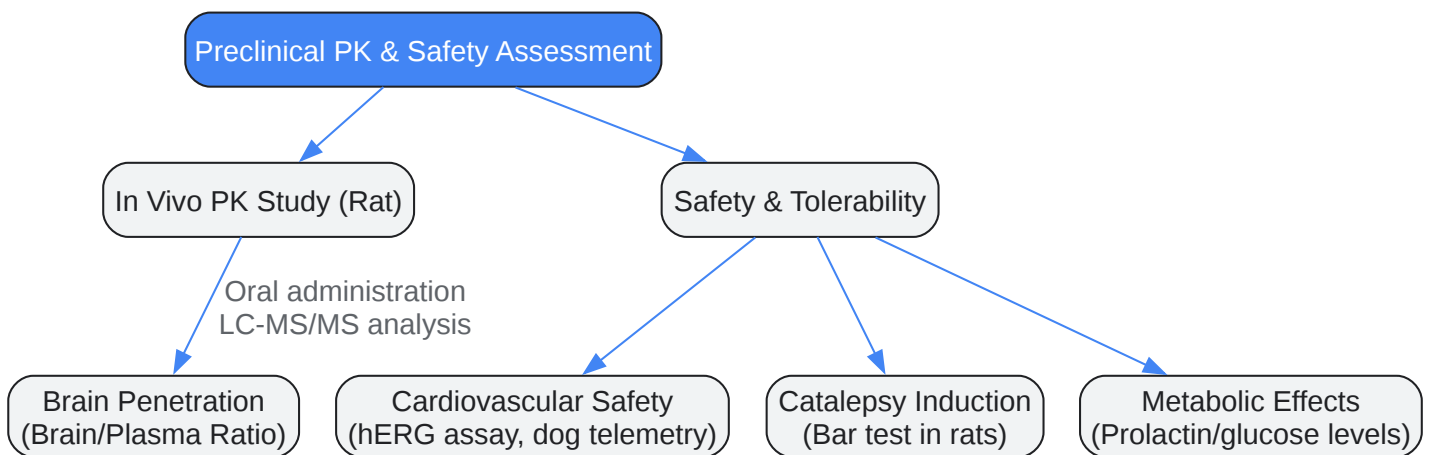 Preclinical PK & Safety Assessment
In Vivo PK Study (Rat)
Safety & Tolerability
Oral administration
LC-MS/MS analysis
Brain Penetration
(Brain/Plasma Ratio)
Cardiovascular Safety
(hERG assay, dog telemetry)
Catalepsy Induction
(Bar test in rats)
Metabolic Effects
(Prolactin/glucose levels)